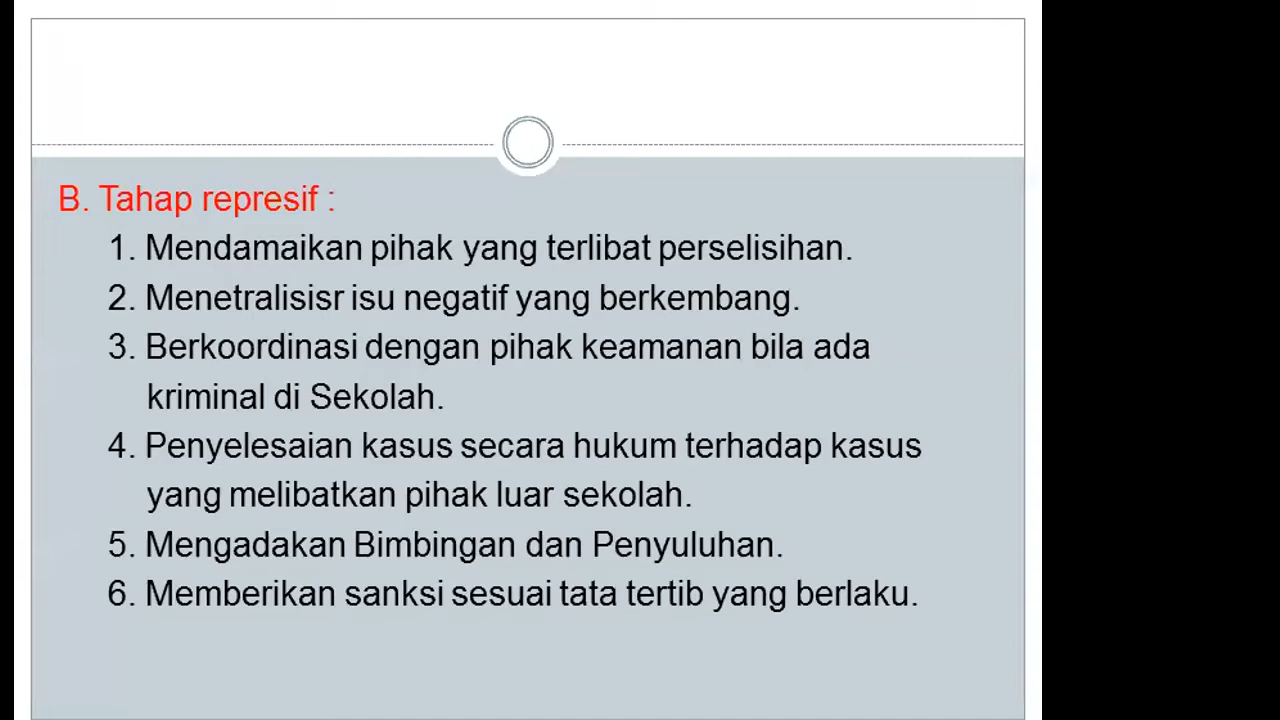 B. Tahap represif :
1. Mendamaikan pihak yang terlibat perselisihan.
2. Menetralisisr isu negatif yang berkembang.
3. Berkoordinasi dengan pihak keamanan bila ada
kriminal di Sekolah.
4. Penyelesaian kasus secara hukum terhadap kasus
yang melibatkan pihak luar sekolah.
5. Mengadakan Bimbingan dan Penyuluhan.
6. Memberikan sanksi sesuai tata tertib yang berlaku.